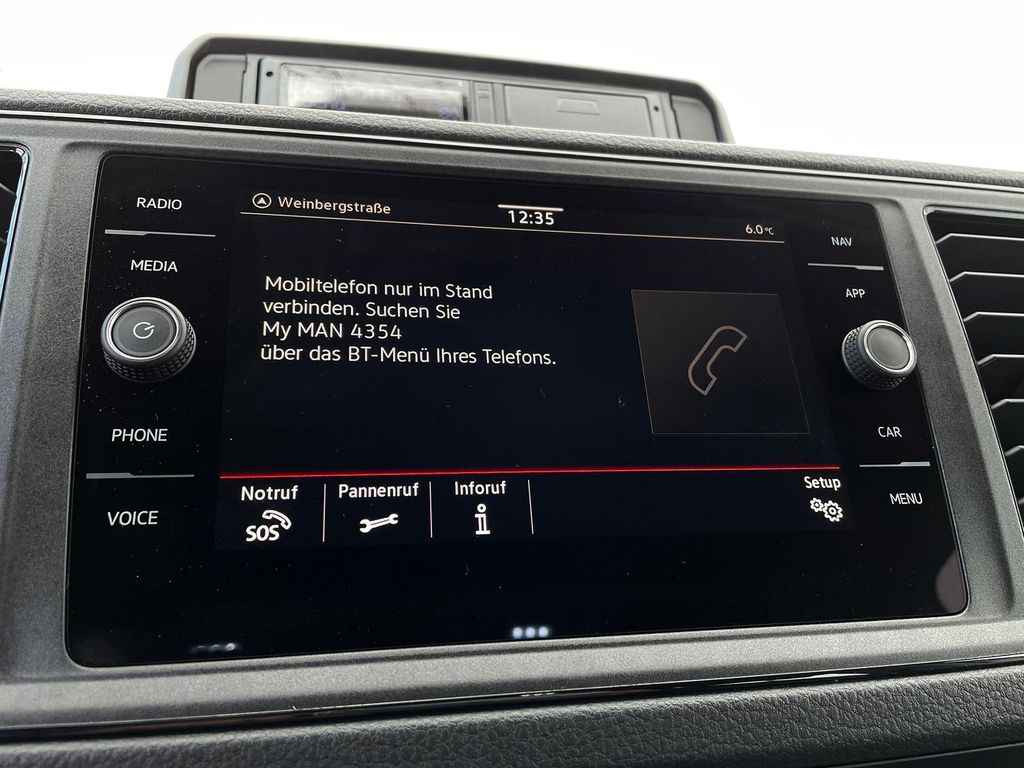 RADIO
MEDIA
PHONE
VOICE
Weinbergstraße
12:35
6.0°C
Mobiltelefon nur im Stand
verbinden. Suchen Sie
My MAN 4354
über das BT-Menü Ihres Telefons.
Notruf
SOS
Pannenruf
Inforuf
i
Setup
NAV
APP
CAR
MENU